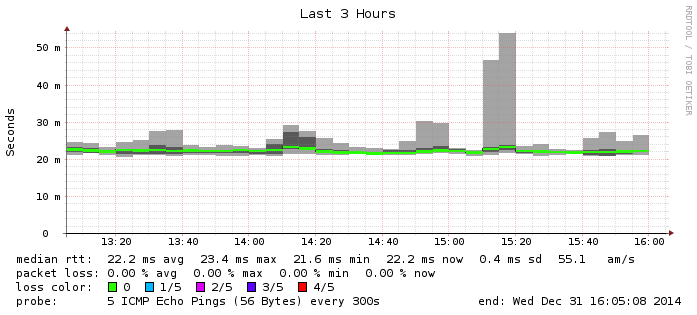 Last 3 Hours
RRDTOOL / TOBI OETIKER
Seconds
50 m
40 m
30 m
20 m
10 m
0
13:20 13:40 14:00 14:20 14:40 15:00 15:20 15:40 16:00
median rtt: 22.2 ms avg 23.4 ms max 21.6 ms min 22.2 ms now 0.4 ms sd 55.1 am/s
packet loss: 0.00 % avg 0.00 % max 0.00 % min 0.00 % now
loss color: 0 1/5 2/5 3/5 4/5
probe: 5 ICMP Echo Pings (56 Bytes) every 300s end: Wed Dec 31 16:05:08 2014